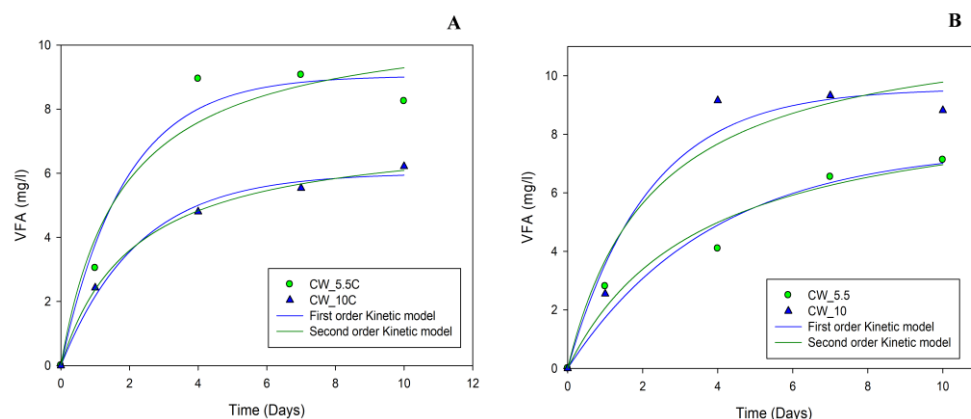 A
10
8
6
4
2
0
VFA (mg/l)
CW_5.5C
CW_10C
First order Kinetic model
Second order Kinetic model
0 2 4 6 8 10 12
Time (Days)
B
10
8
6
4
2
0
VFA (mg/l)
CW_5.5
CW_10
First order Kinetic model
Second order Kinetic model
0 2 4 6 8 10
Time (Days)